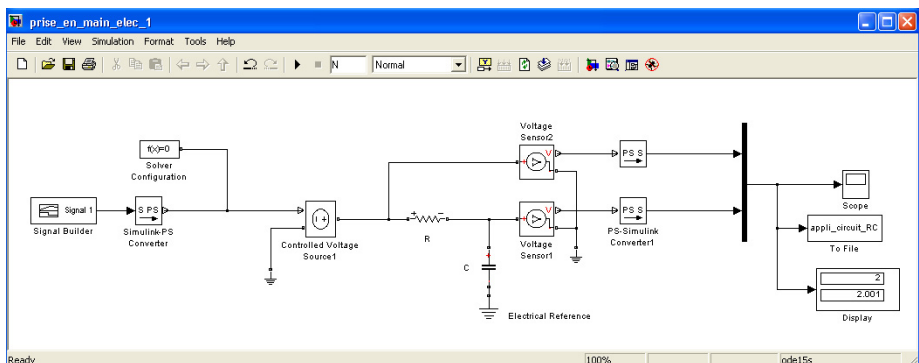 prise_en_main_elec_1
File Edit View Simulation Format Tools Help
N
Normal
Voltage
Sensor2
f(x)=0
V
PS S
Solver
Configuration
Signal 1
S PS
V
PS S
Scope
Signal Builder
Simulink-PS
Converter
Controlled Voltage
Source1
R
Voltage
Sensor1
PS-Simulink
Converter1
appli_circuit_RC
To File
C
2
2.001
Electrical Reference
Display
Ready
100%
ode15s